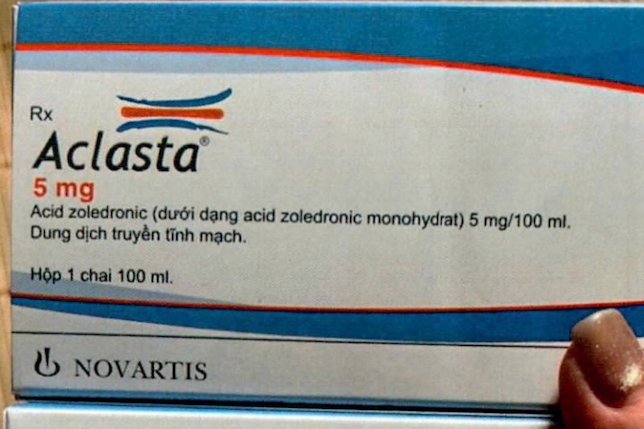 Rx
Aclasta®
5 mg
Acid zoledronic (dưới dạng acid zoledronic monohydrat) 5 mg/100 ml.
Dung dịch truyền tĩnh mạch.
Hộp 1 chai 100 ml.
NOVARTIS